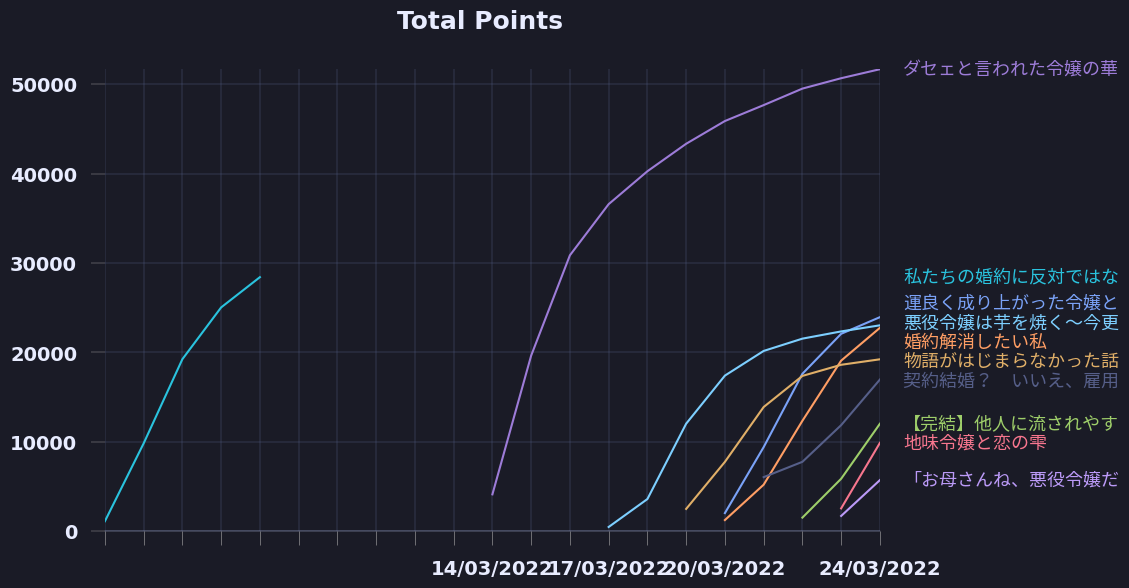 Total Points
50000
40000
30000
20000
10000
0
14/03/2022
17/03/2022
20/03/2022
24/03/2022
ダセェと言われた令嬢の華
私たちの婚約に反対ではな
運良く成り上がった令嬢と
悪役令嬢は芋を焼く〜今更
婚約解消したい私
物語がはじまらなかった話
契約結婚？　いいえ、雇用
【完結】他人に流されやす
地味令嬢と恋の雫
「お母さんね、悪役令嬢だ